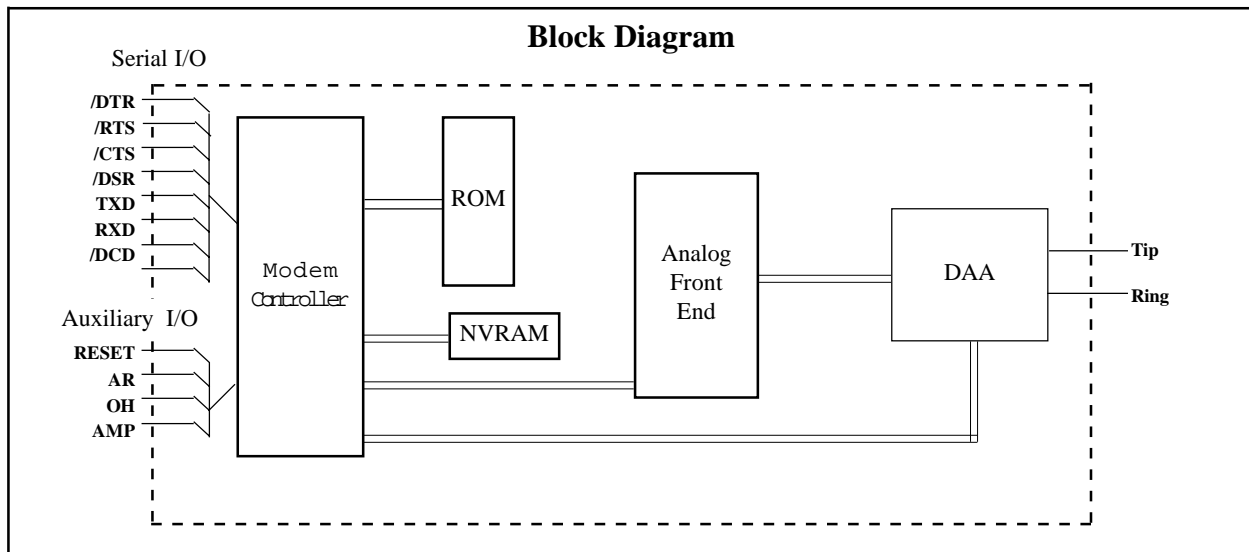 Block Diagram
Serial I/O
/DTR
/RTS
/CTS
/DSR
TXD
RXD
/DCD
Auxiliary I/O
RESET
AR
OH
AMP
Modem
Controller
ROM
NVRAM
Analog
Front
End
DAA
Tip
Ring